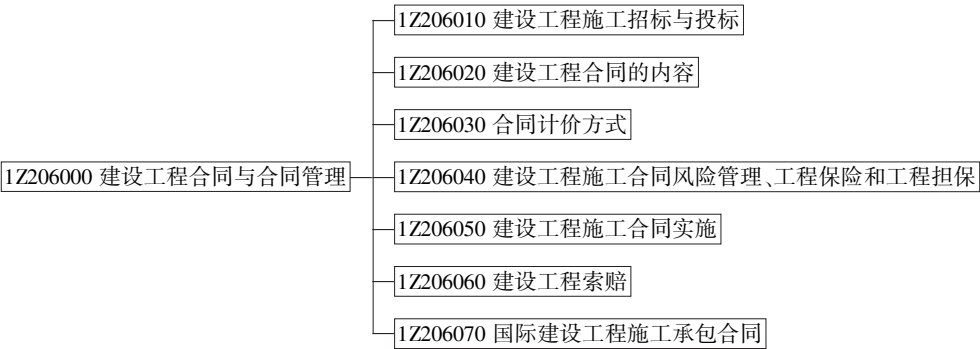 1Z206000 建设工程合同与合同管理
1Z206010 建设工程施工招标与投标
1Z206020 建设工程合同的内容
1Z206030 合同计价方式
1Z206040 建设工程施工合同风险管理、工程保险和工程担保
1Z206050 建设工程施工合同实施
1Z206060 建设工程索赔
1Z206070 国际建设工程施工承包合同